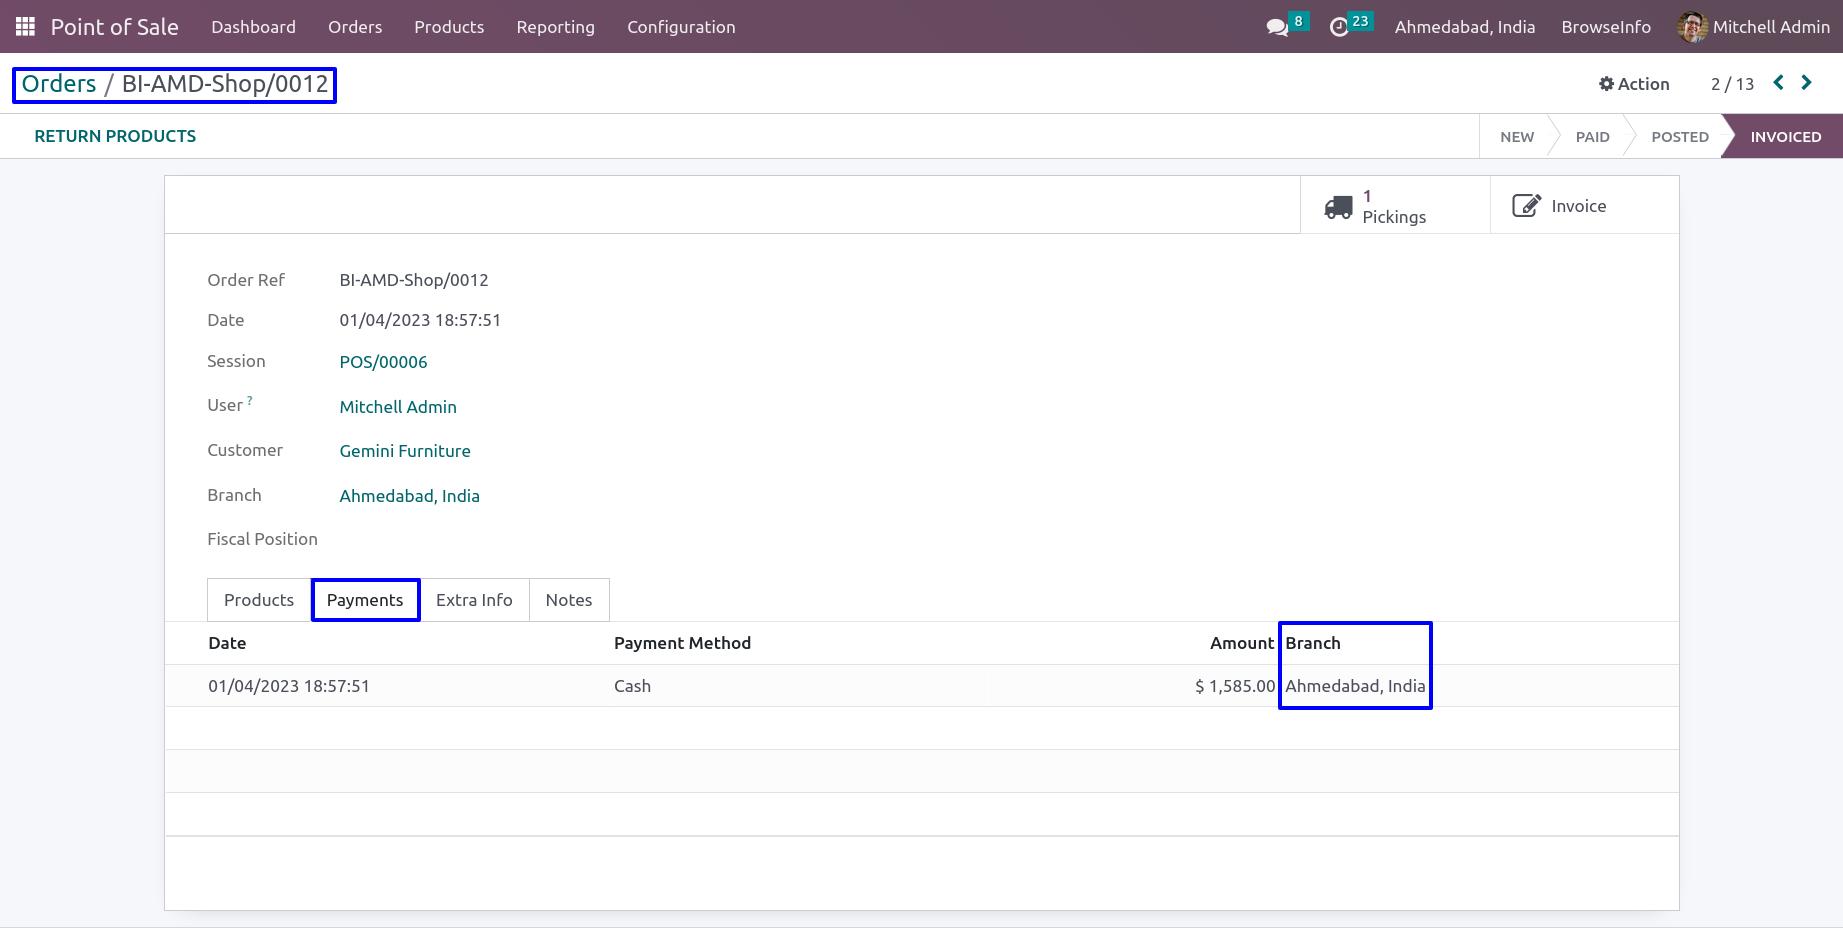 Point of Sale Dashboard Orders Products Reporting Configuration 8 23 Ahmedabad, India BrowseInfo Mitchell Admin
Orders / BI-AMD-Shop/0012 Action 2 / 13
RETURN PRODUCTS NEW PAID POSTED INVOICED
1
Pickings
Invoice
Order Ref BI-AMD-Shop/0012
Date 01/04/2023 18:57:51
Session POS/00006
User ? Mitchell Admin
Customer Gemini Furniture
Branch Ahmedabad, India
Fiscal Position
Products Payments Extra Info Notes
Date Payment Method Amount Branch
01/04/2023 18:57:51 Cash $ 1,585.00 Ahmedabad, India